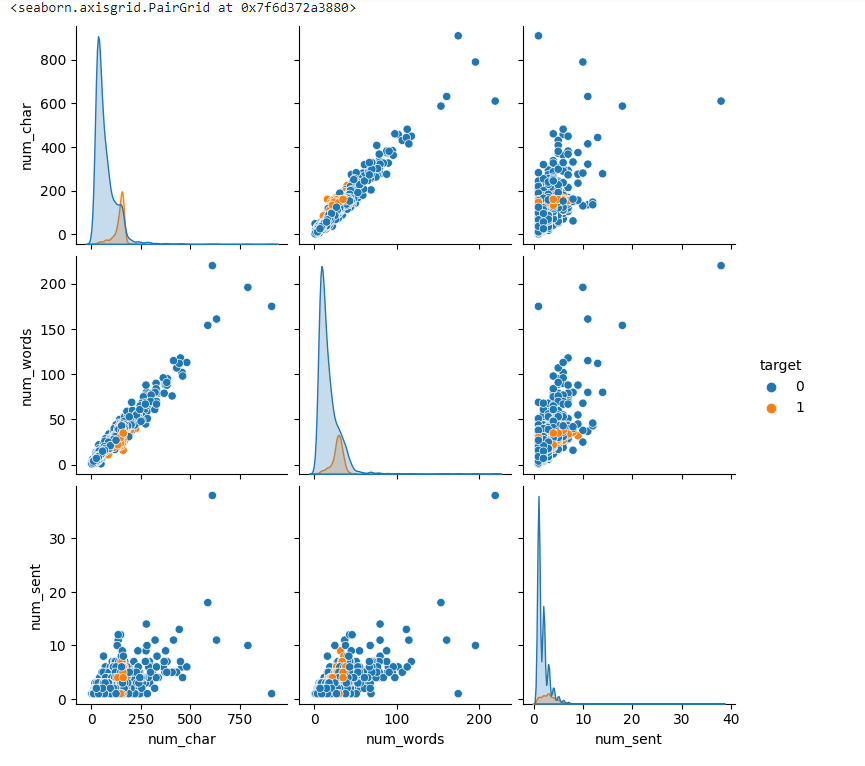 <seaborn.axisgrid.PairGrid at 0x7f6d372a3880>
num_char
800
600
400
200
0
num_words
200
150
100
50
0
num_sent
30
20
10
0
0 250 500 750
num_char
0 100 200
num_words
0 10 20 30 40
num_sent
target
0
1